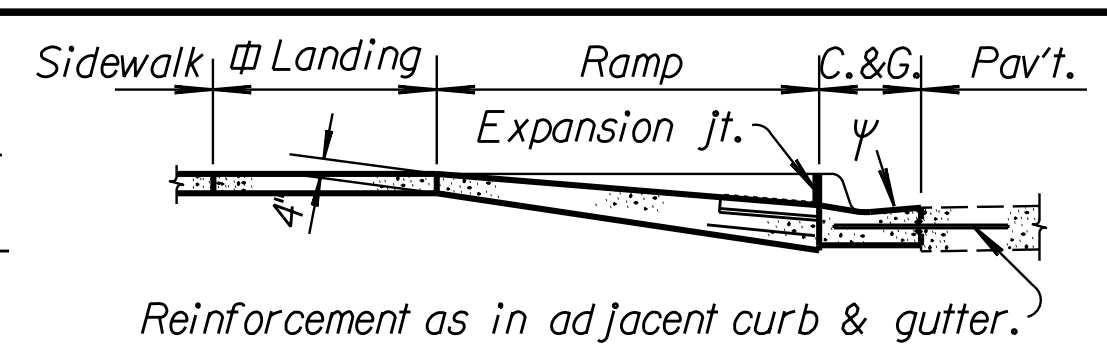 Sidewalk ⏀ Landing Ramp C.&G. Pav't.
Expansion jt. ψ
4"
Reinforcement as in adjacent curb & gutter.